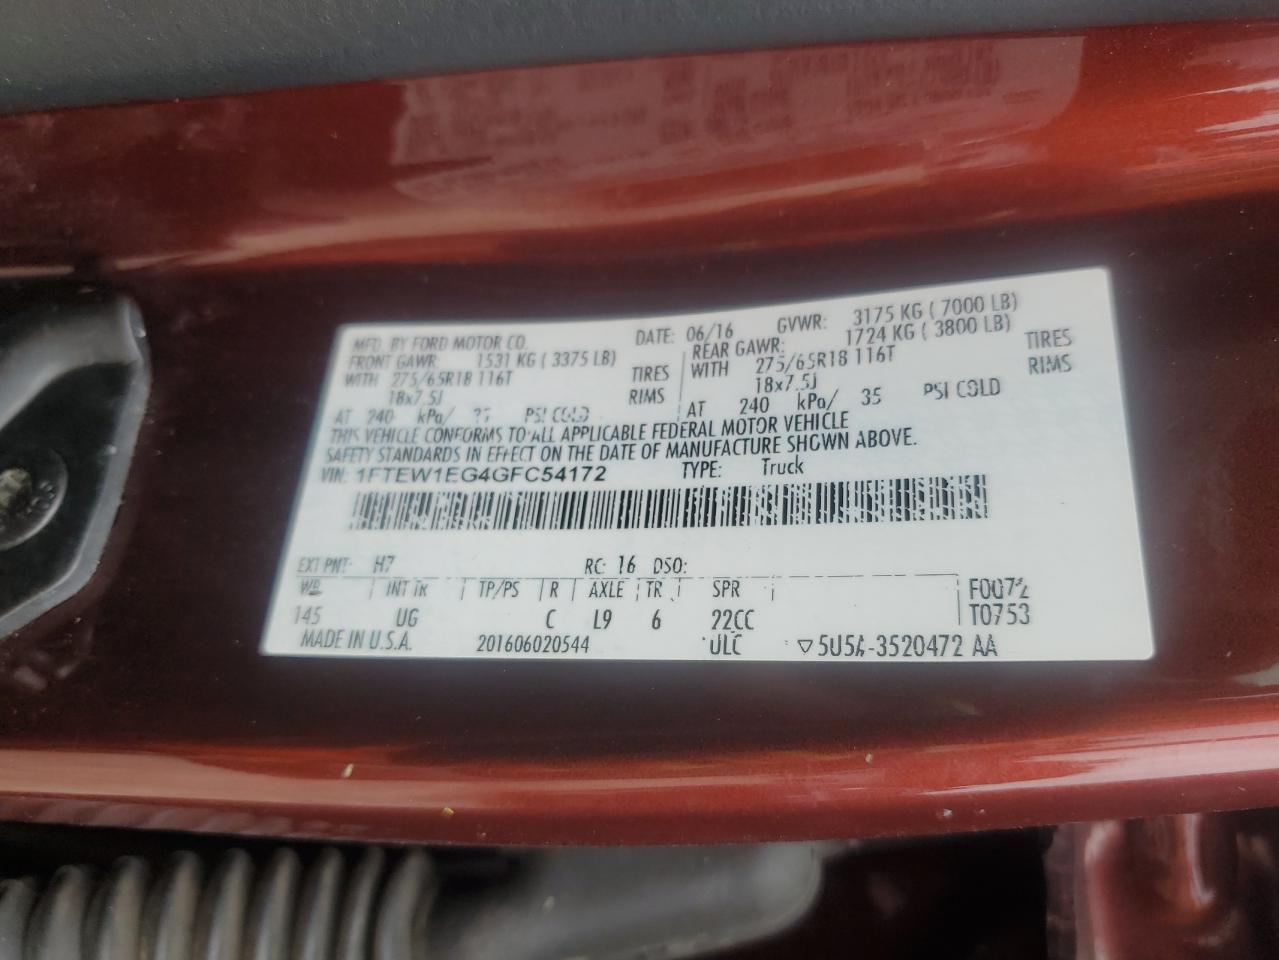 MFD. BY FORD MOTOR CO. DATE: 06/16 GVWR: 3175 KG ( 7000 LB)
FRONT GAWR: 1531 KG ( 3375 LB) REAR GAWR: 1724 KG ( 3800 LB)
WITH 275/65R18 116T TIRES WITH 275/65R18 116T TIRES
18x7.5J RIMS 18x7.5J RIMS
AT 240 kPa/ PSI COLD AT 240 kPa/ 35 PSI COLD
THIS VEHICLE CONFORMS TO ALL APPLICABLE FEDERAL MOTOR VEHICLE
SAFETY STANDARDS IN EFFECT ON THE DATE OF MANUFACTURE SHOWN ABOVE.
VIN: 1FTEW1EG4GFC54172 TYPE: Truck
EXT PNT: H7 RC: 16 DSO:
WB INT TR TP/PS R AXLE TR SPR F0072
145 UG C L9 6 22CC T0753
MADE IN U.S.A. 201606020544 ULC ▽5U5A-3520472 AA